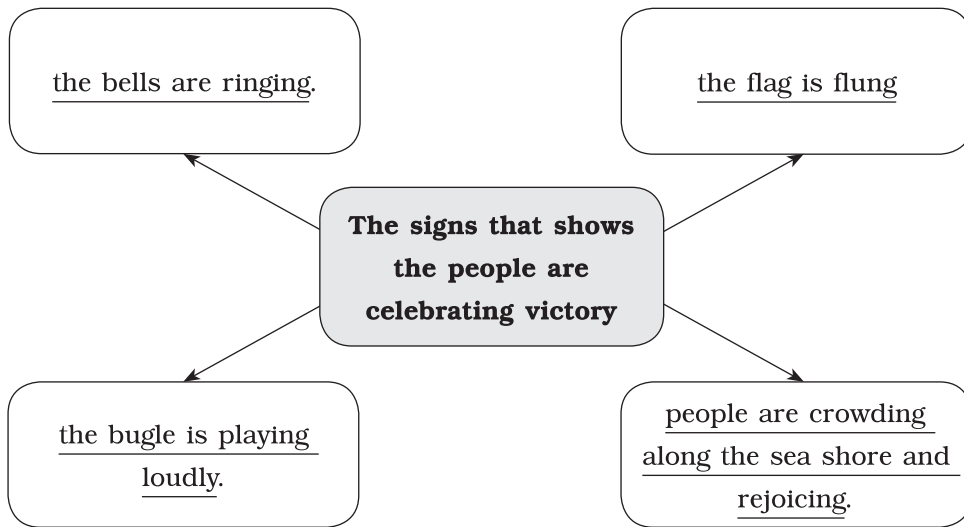 the bells are ringing.
the flag is flung
The signs that shows
the people are
celebrating victory
the bugle is playing
loudly.
people are crowding
along the sea shore and
rejoicing.